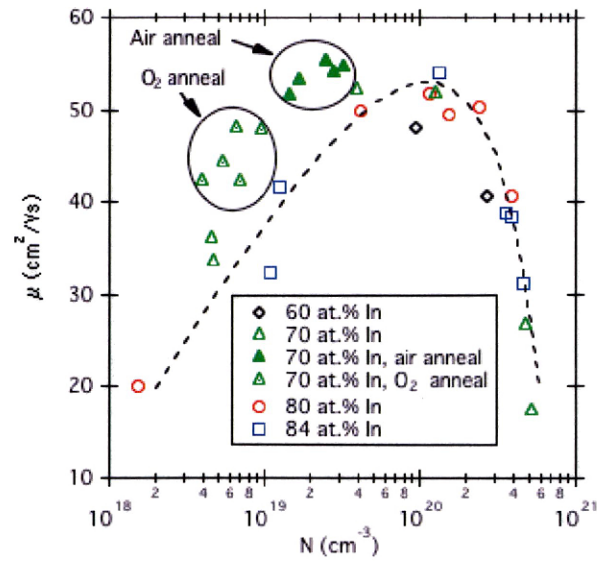 Air anneal
O₂ anneal
60
50
40
30
20
10
μ (cm²/Vs)
60 at.% In
70 at.% In
70 at.% In, air anneal
70 at.% In, O₂ anneal
80 at.% In
84 at.% In
2 4 6 8 2 4 6 8 2 4 6 8
10¹⁸ 10¹⁹ 10²⁰ 10²¹
N (cm⁻³)